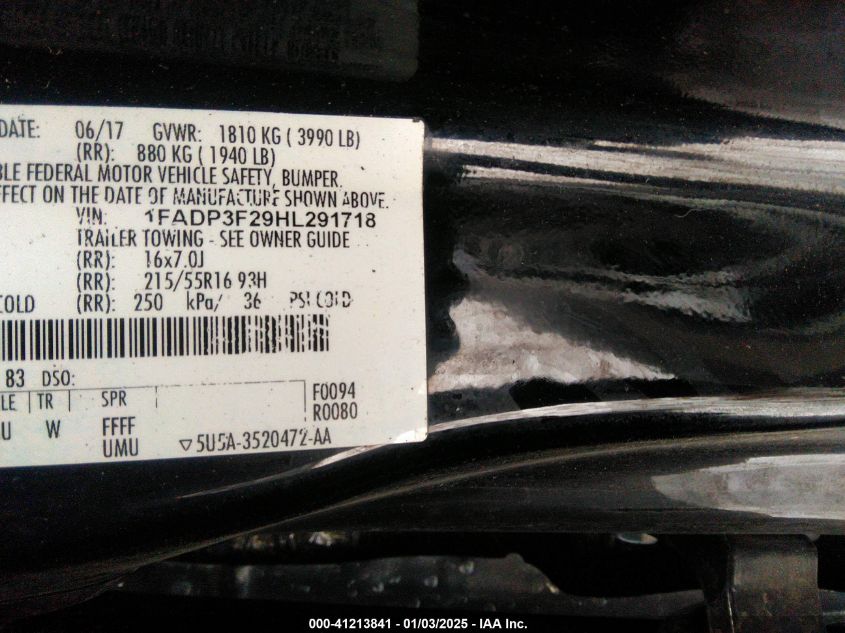 DATE: 06/17 GVWR: 1810 KG ( 3990 LB)
(RR): 880 KG ( 1940 LB)
BLE FEDERAL MOTOR VEHICLE SAFETY, BUMPER,
FFECT ON THE DATE OF MANUFACTURE SHOWN ABOVE.
VIN: 1FADP3F29HL291718
TRAILER TOWING - SEE OWNER GUIDE
(RR): 16x7.0J
(RR): 215/55R16 93H
COLD (RR): 250 kPa/ 36 PSI COLD
83 DSO:
LE TR SPR F0094
R0080
U W FFFF
UMU 5U5A-3520472-AA
000-41213841 - 01/03/2025 - IAA Inc.